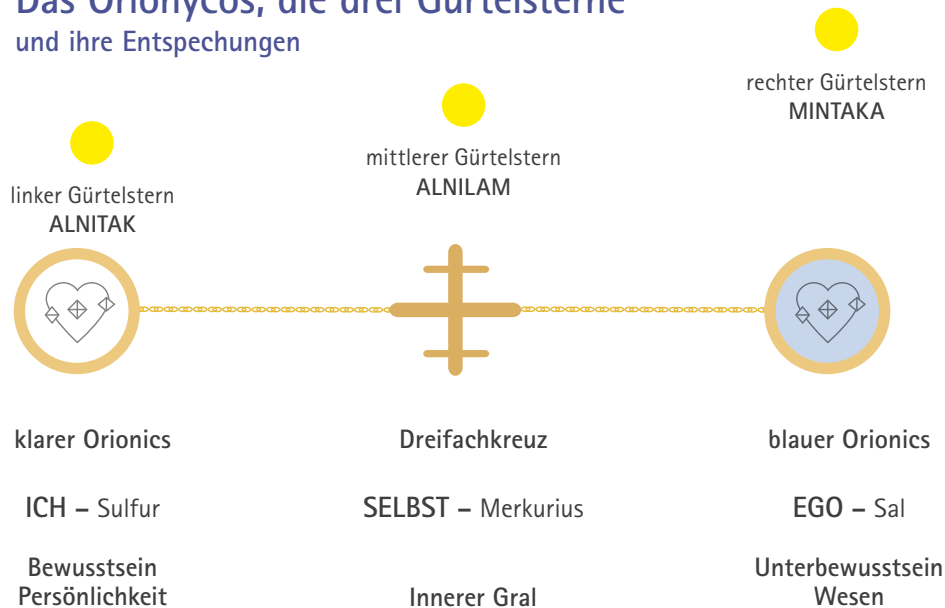 Das OrionyCos, die drei Gürtelsterne
und ihre Entspechungen
rechter Gürtelstern
MINTAKA
mittlerer Gürtelstern
ALNILAM
linker Gürtelstern
ALNITAK
klarer Orionics
Dreifachkreuz
blauer Orionics
ICH – Sulfur
SELBST – Merkurius
EGO – Sal
Bewusstsein
Persönlichkeit
Innerer Gral
Unterbewusstsein
Wesen